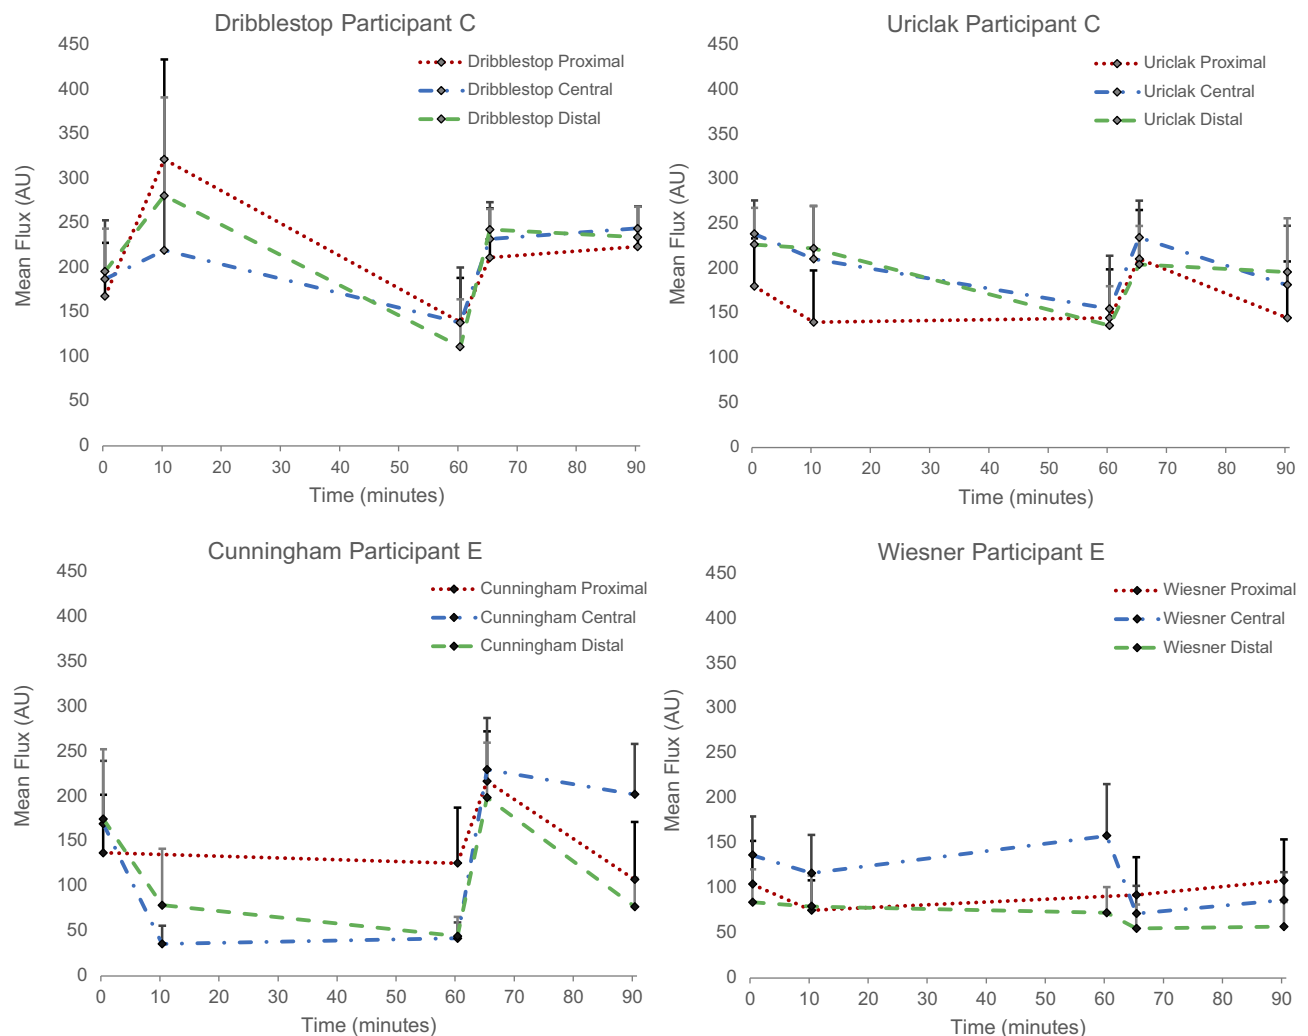 Dribblestop Participant C
450
400
350
300
250
200
150
100
50
0
Mean Flux (AU)
Dribblestop Proximal
Dribblestop Central
Dribblestop Distal
0 10 20 30 40 50 60 70 80 90
Time (minutes)
Uriclak Participant C
450
400
350
300
250
200
150
100
50
0
Mean Flux (AU)
Uriclak Proximal
Uriclak Central
Uriclak Distal
0 10 20 30 40 50 60 70 80 90
Time (minutes)
Cunningham Participant E
450
400
350
300
250
200
150
100
50
0
Mean Flux (AU)
Cunningham Proximal
Cunningham Central
Cunningham Distal
0 10 20 30 40 50 60 70 80 90
Time (minutes)
Wiesner Participant E
450
400
350
300
250
200
150
100
50
0
Mean Flux (AU)
Wiesner Proximal
Wiesner Central
Wiesner Distal
0 10 20 30 40 50 60 70 80 90
Time (minutes)